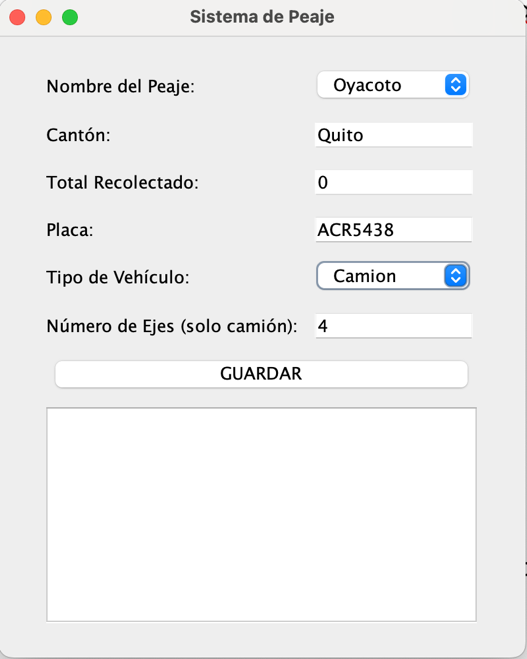 Sistema de Peaje
Nombre del Peaje: Oyacoto
Cantón: Quito
Total Recolectado: 0
Placa: ACR5438
Tipo de Vehículo: Camion
Número de Ejes (solo camión): 4
GUARDAR